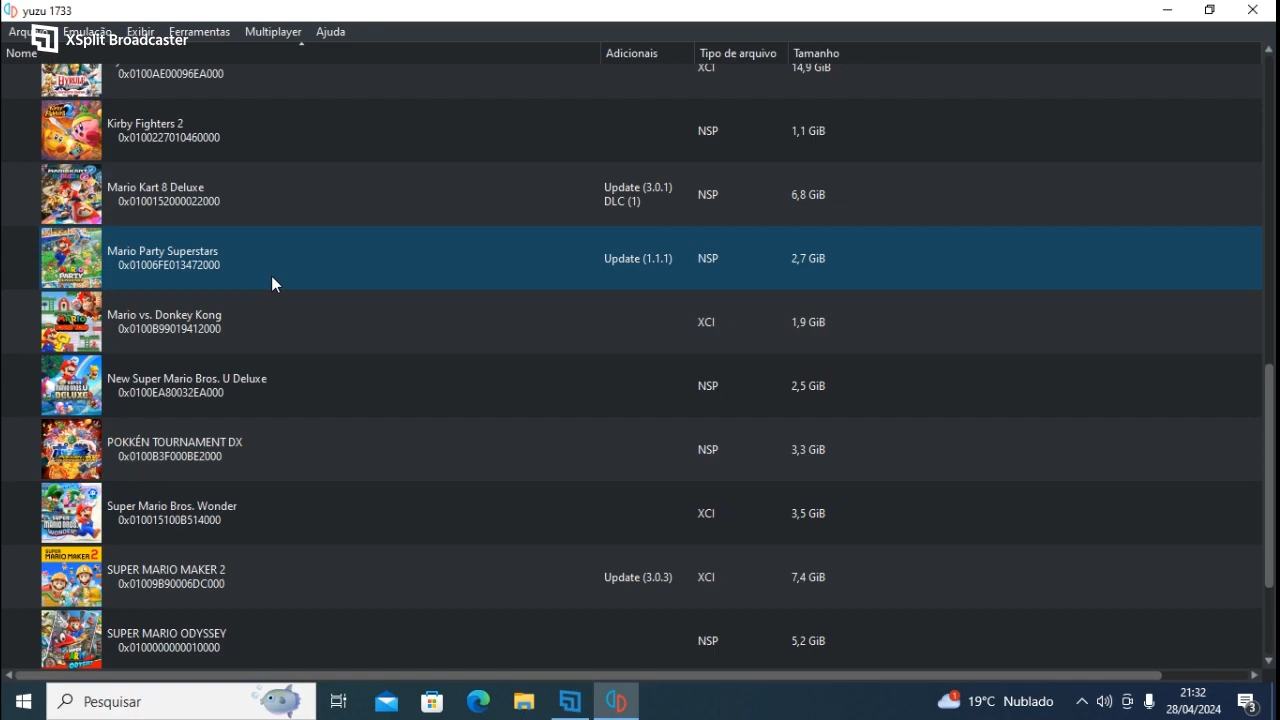 yuzu 1733
Arquivo Emulação Exibir Ferramentas Multiplayer Ajuda
XSplit Broadcaster
Nome Adicionais Tipo de arquivo Tamanho
0x0100AE00096EA000 XCI 14,9 GiB
Kirby Fighters 2
0x0100227010460000 NSP 1,1 GiB
Mario Kart 8 Deluxe Update (3.0.1)
0x0100152000022000 DLC (1) NSP 6,8 GiB
Mario Party Superstars
0x01006FE013472000 Update (1.1.1) NSP 2,7 GiB
Mario vs. Donkey Kong
0x0100B99019412000 XCI 1,9 GiB
New Super Mario Bros. U Deluxe
0x0100EA80032EA000 NSP 2,5 GiB
POKKÉN TOURNAMENT DX
0x0100B3F000BE2000 NSP 3,3 GiB
Super Mario Bros. Wonder
0x010015100B514000 XCI 3,5 GiB
SUPER MARIO MAKER 2
0x01009B90006DC000 Update (3.0.3) XCI 7,4 GiB
SUPER MARIO ODYSSEY
0x0100000000010000 NSP 5,2 GiB
Pesquisar 1 19°C Nublado 21:32
28/04/2024 3